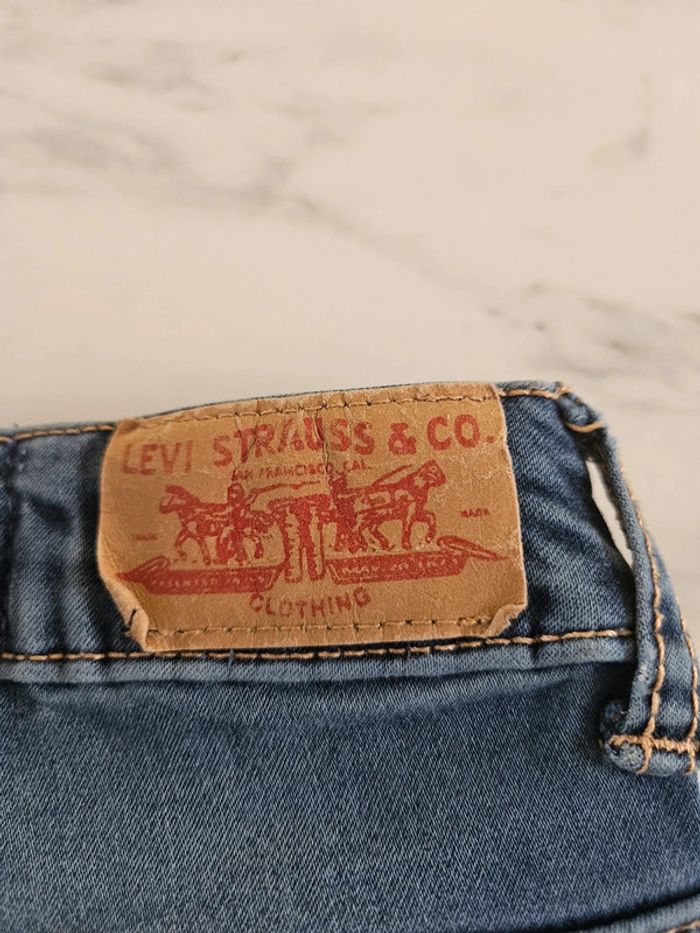 LEVI STRAUSS & CO.
SAN FRANCISCO, CAL.
TRADE MARK
CLOTHING